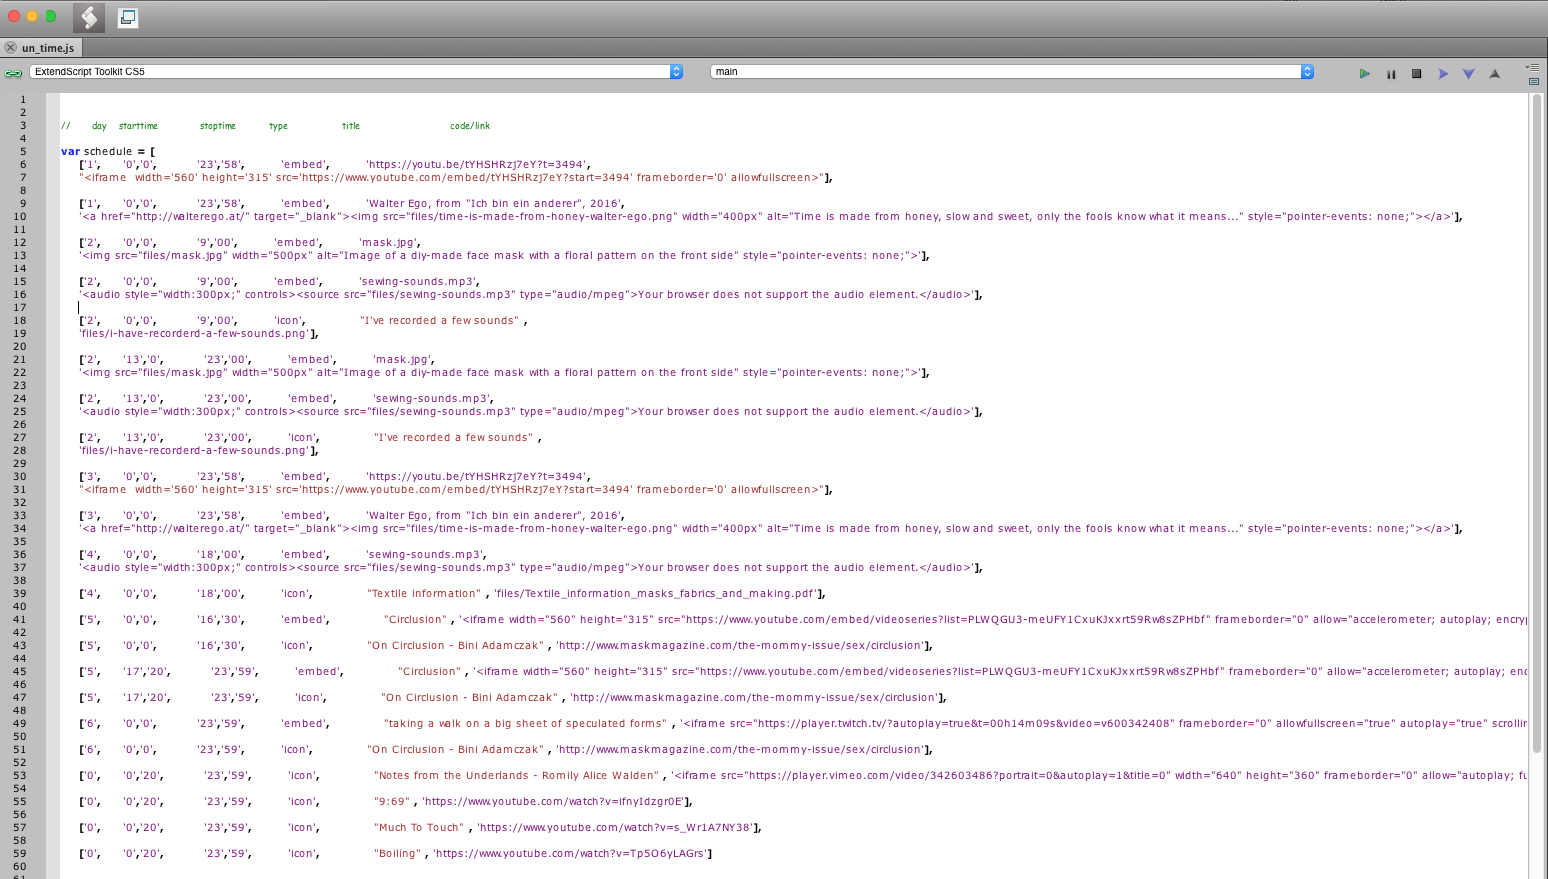 un_time.js
ExtendScript Toolkit CS5
main
1
2
3 // day starttime stoptime type title code/link
4
5 var schedule = [
6 ['1', '0','0', '23','58', 'embed', 'https://youtu.be/tYHSHRzj7eY?t=3494',
7 "<iframe width='560' height='315' src='https://www.youtube.com/embed/tYHSHRzj7eY?start=3494' frameborder='0' allowfullscreen>"],
8
9 ['1', '0','0', '23','58', 'embed', 'Walter Ego, from "Ich bin ein anderer", 2016',
10 '<a href="http://walterego.at/" target="_blank"><img src="files/time-is-made-from-honey-walter-ego.png" width="400px" alt="Time is made from honey, slow and sweet, only the fools know what it means..." style="pointer-events: none;"></a>'],
11
12 ['2', '0','0', '9','00', 'embed', 'mask.jpg',
13 '<img src="files/mask.jpg" width="500px" alt="Image of a diy-made face mask with a floral pattern on the front side" style="pointer-events: none;">'],
14
15 ['2', '0','0', '9','00', 'embed', 'sewing-sounds.mp3',
16 '<audio style="width:300px;" controls><source src="files/sewing-sounds.mp3" type="audio/mpeg">Your browser does not support the audio element.</audio>'],
17
18 ['2', '0','0', '9','00', 'icon', "I've recorded a few sounds" ,
19 'files/i-have-recorderd-a-few-sounds.png'],
20
21 ['2', '13','0', '23','00', 'embed', 'mask.jpg',
22 '<img src="files/mask.jpg" width="500px" alt="Image of a diy-made face mask with a floral pattern on the front side" style="pointer-events: none;">'],
23
24 ['2', '13','0', '23','00', 'embed', 'sewing-sounds.mp3',
25 '<audio style="width:300px;" controls><source src="files/sewing-sounds.mp3" type="audio/mpeg">Your browser does not support the audio element.</audio>'],
26
27 ['2', '13','0', '23','00', 'icon', "I've recorded a few sounds" ,
28 'files/i-have-recorderd-a-few-sounds.png'],
29
30 ['3', '0','0', '23','58', 'embed', 'https://youtu.be/tYHSHRzj7eY?t=3494',
31 "<iframe width='560' height='315' src='https://www.youtube.com/embed/tYHSHRzj7eY?start=3494' frameborder='0' allowfullscreen>"],
32
33 ['3', '0','0', '23','58', 'embed', 'Walter Ego, from "Ich bin ein anderer", 2016',
34 '<a href="http://walterego.at/" target="_blank"><img src="files/time-is-made-from-honey-walter-ego.png" width="400px" alt="Time is made from honey, slow and sweet, only the fools know what it means..." style="pointer-events: none;"></a>'],
35
36 ['4', '0','0', '18','00', 'embed', 'sewing-sounds.mp3',
37 '<audio style="width:300px;" controls><source src="files/sewing-sounds.mp3" type="audio/mpeg">Your browser does not support the audio element.</audio>'],
38
39 ['4', '0','0', '18','00', 'icon', "Textile information" , 'files/Textile_information_masks_fabrics_and_making.pdf'],
40
41 ['5', '0','0', '16','30', 'embed', "Circlusion" , '<iframe width="560" height="315" src="https://www.youtube.com/embed/videoseries?list=PLWQGU3-meUFY1CxuKJxxrt59Rw8sZPHbf" frameborder="0" allow="accelerometer; autoplay; encryp
42
43 ['5', '0','0', '16','30', 'icon', "On Circlusion - Bini Adamczak" , 'http://www.maskmagazine.com/the-mommy-issue/sex/circlusion'],
44
45 ['5', '17','20', '23','59', 'embed', "Circlusion" , '<iframe width="560" height="315" src="https://www.youtube.com/embed/videoseries?list=PLWQGU3-meUFY1CxuKJxxrt59Rw8sZPHbf" frameborder="0" allow="accelerometer; autoplay; enc
46
47 ['5', '17','20', '23','59', 'icon', "On Circlusion - Bini Adamczak" , 'http://www.maskmagazine.com/the-mommy-issue/sex/circlusion'],
48
49 ['6', '0','0', '23','59', 'embed', "taking a walk on a big sheet of speculated forms" , '<iframe src="https://player.twitch.tv/?autoplay=true&t=00h14m09s&video=v600342408" frameborder="0" allowfullscreen="true" autoplay="true" scrollin
50
51 ['6', '0','0', '23','59', 'icon', "On Circlusion - Bini Adamczak" , 'http://www.maskmagazine.com/the-mommy-issue/sex/circlusion'],
52
53 ['0', '0','20', '23','59', 'icon', "Notes from the Underlands - Romily Alice Walden" , '<iframe src="https://player.vimeo.com/video/342603486?portrait=0&autoplay=1&title=0" width="640" height="360" frameborder="0" allow="autoplay; fu
54
55 ['0', '0','20', '23','59', 'icon', "9:69" , 'https://www.youtube.com/watch?v=ifnyIdzgr0E'],
56
57 ['0', '0','20', '23','59', 'icon', "Much To Touch" , 'https://www.youtube.com/watch?v=s_Wr1A7NY38'],
58
59 ['0', '0','20', '23','59', 'icon', "Boiling" , 'https://www.youtube.com/watch?v=Tp5O6yLAGrs']
60
61